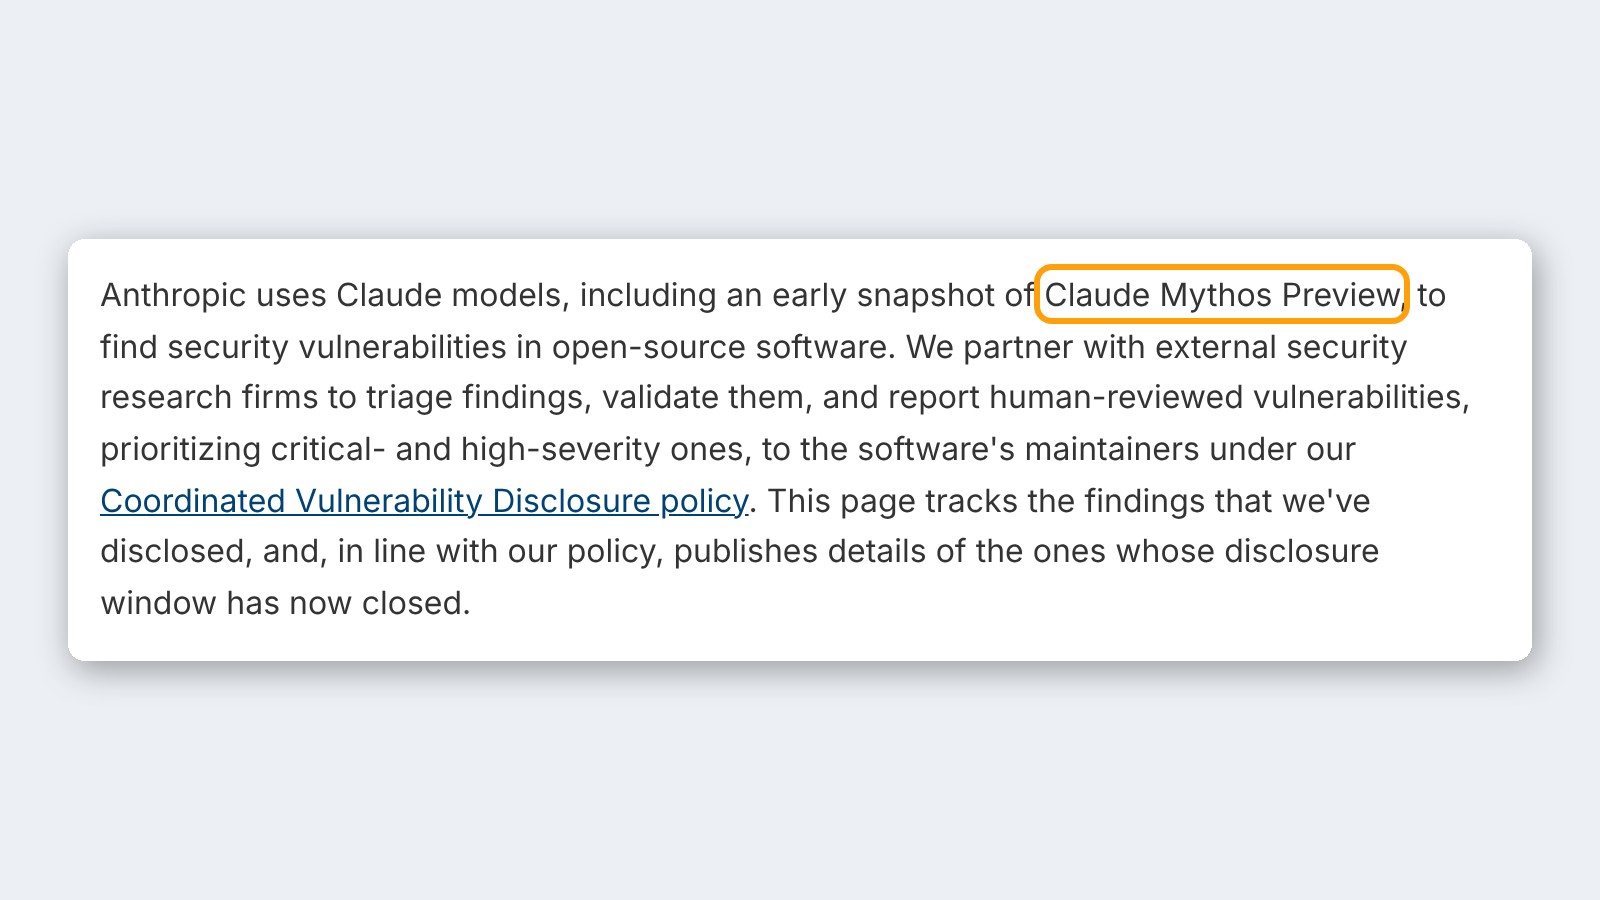 Anthropic uses Claude models, including an early snapshot of Claude Mythos Preview, to
find security vulnerabilities in open-source software. We partner with external security
research firms to triage findings, validate them, and report human-reviewed vulnerabilities,
prioritizing critical- and high-severity ones, to the software's maintainers under our
Coordinated Vulnerability Disclosure policy. This page tracks the findings that we've
disclosed, and, in line with our policy, publishes details of the ones whose disclosure
window has now closed.